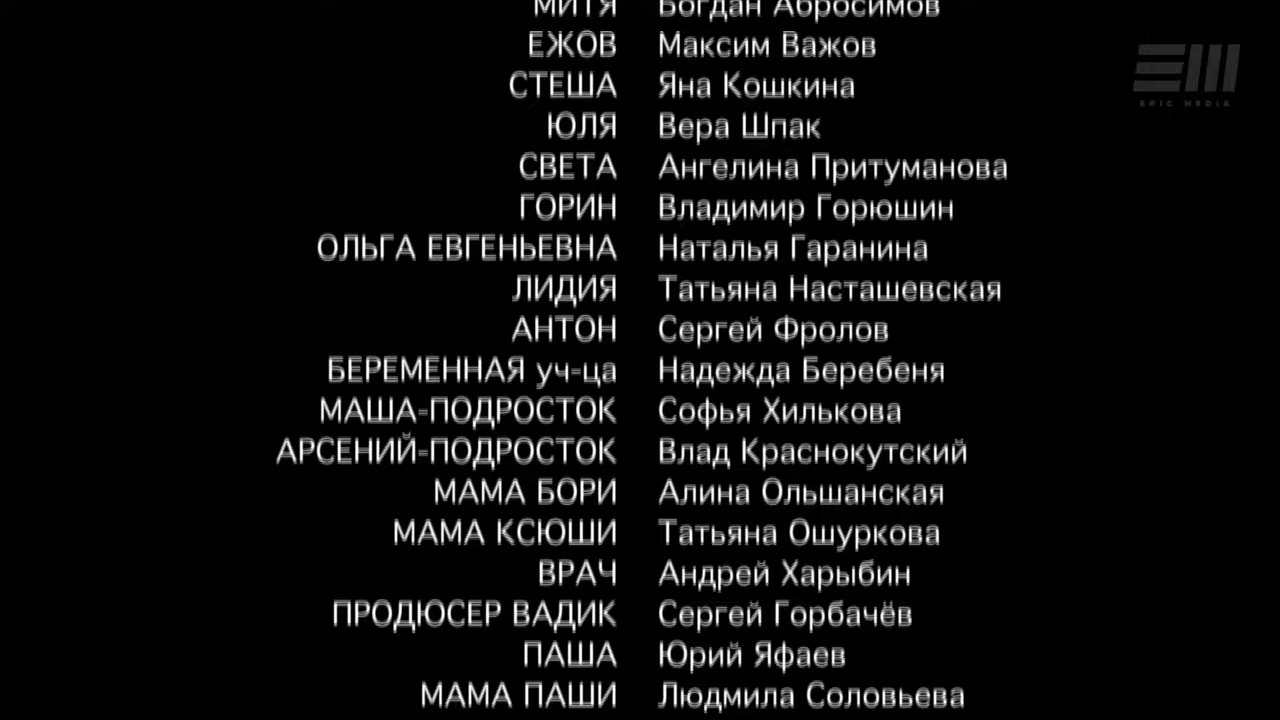 МИТЯ Богдан Абросимов
ЕЖОВ Максим Важов
СТЕША Яна Кошкина
ЮЛЯ Вера Шпак
СВЕТА Ангелина Притуманова
ГОРИН Владимир Горюшин
ОЛЬГА ЕВГЕНЬЕВНА Наталья Гаранина
ЛИДИЯ Татьяна Насташевская
АНТОН Сергей Фролов
БЕРЕМЕННАЯ уч-ца Надежда Беребеня
МАША-ПОДРОСТОК Софья Хилькова
АРСЕНИЙ-ПОДРОСТОК Влад Краснокутский
МАМА БОРИ Алина Ольшанская
МАМА КСЮШИ Татьяна Ошуркова
ВРАЧ Андрей Харыбин
ПРОДЮСЕР ВАДИК Сергей Горбачёв
ПАША Юрий Яфаев
МАМА ПАШИ Людмила Соловьева
EPIC MEDIA